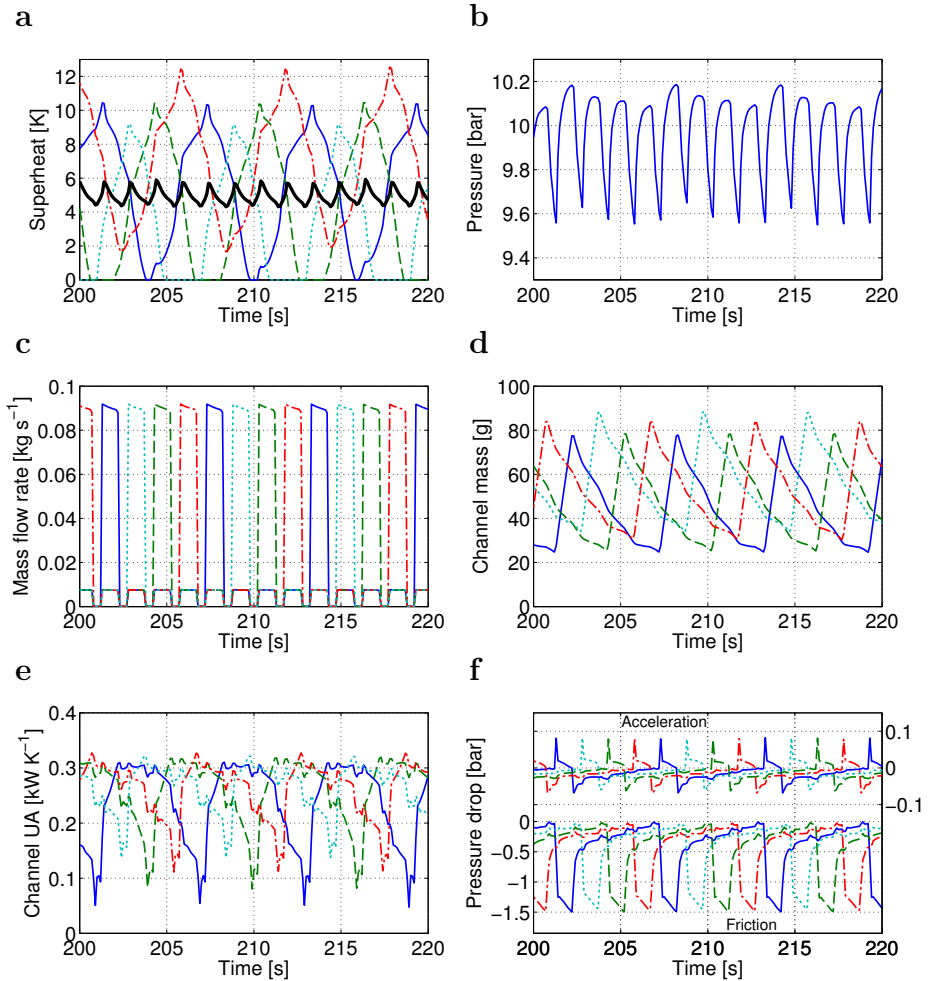 a
Superheat [K]
12
10
8
6
4
2
0
200 205 210 215 220
Time [s]
b
Pressure [bar]
10.2
10
9.8
9.6
9.4
200 205 210 215 220
Time [s]
c
Mass flow rate [kg s⁻¹]
0.1
0.08
0.06
0.04
0.02
0
200 205 210 215 220
Time [s]
d
Channel mass [g]
100
80
60
40
20
0
200 205 210 215 220
Time [s]
e
Channel UA [kW K⁻¹]
0.4
0.3
0.2
0.1
0
200 205 210 215 220
Time [s]
f
Pressure drop [bar]
Acceleration
0.1
0
−0.1
0
−0.5
−1
−1.5
Friction
200 205 210 215 220
Time [s]